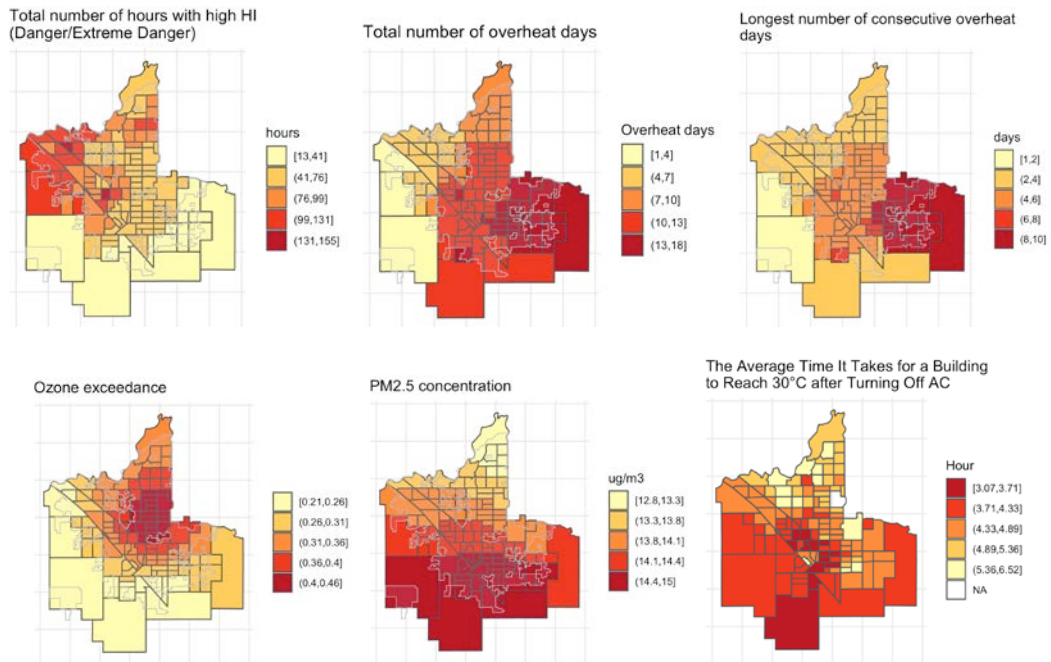 Total number of hours with high HI
(Danger/Extreme Danger)
hours
[13,41]
(41,76]
(76,99]
(99,131]
(131,155]
Total number of overheat days
Overheat days
[1,4]
(4,7]
(7,10]
(10,13]
(13,18]
Longest number of consecutive overheat
days
days
[1,2]
(2,4]
(4,6]
(6,8]
(8,10]
Ozone exceedance
[0.21,0.26]
(0.26,0.31]
(0.31,0.36]
(0.36,0.4]
(0.4,0.46]
PM2.5 concentration
ug/m3
[12.8,13.3]
(13.3,13.8]
(13.8,14.1]
(14.1,14.4]
(14.4,15]
The Average Time It Takes for a Building
to Reach 30°C after Turning Off AC
Hour
[3.07,3.71]
(3.71,4.33]
(4.33,4.89]
(4.89,5.36]
(5.36,6.52]
NA